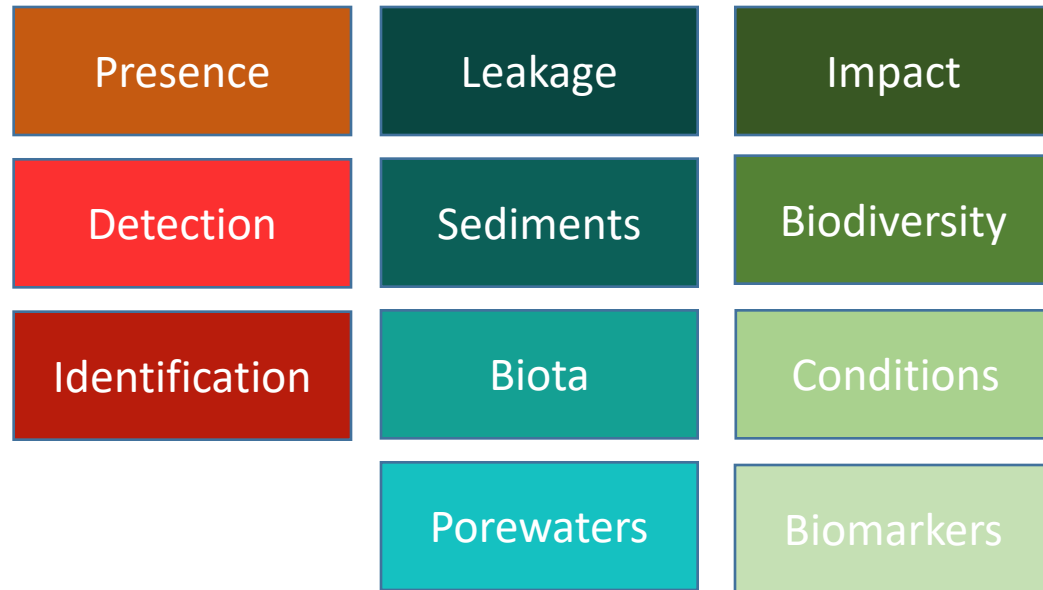 Presence
Leakage
Impact
Detection
Sediments
Biodiversity
Identification
Biota
Conditions
Porewaters
Biomarkers